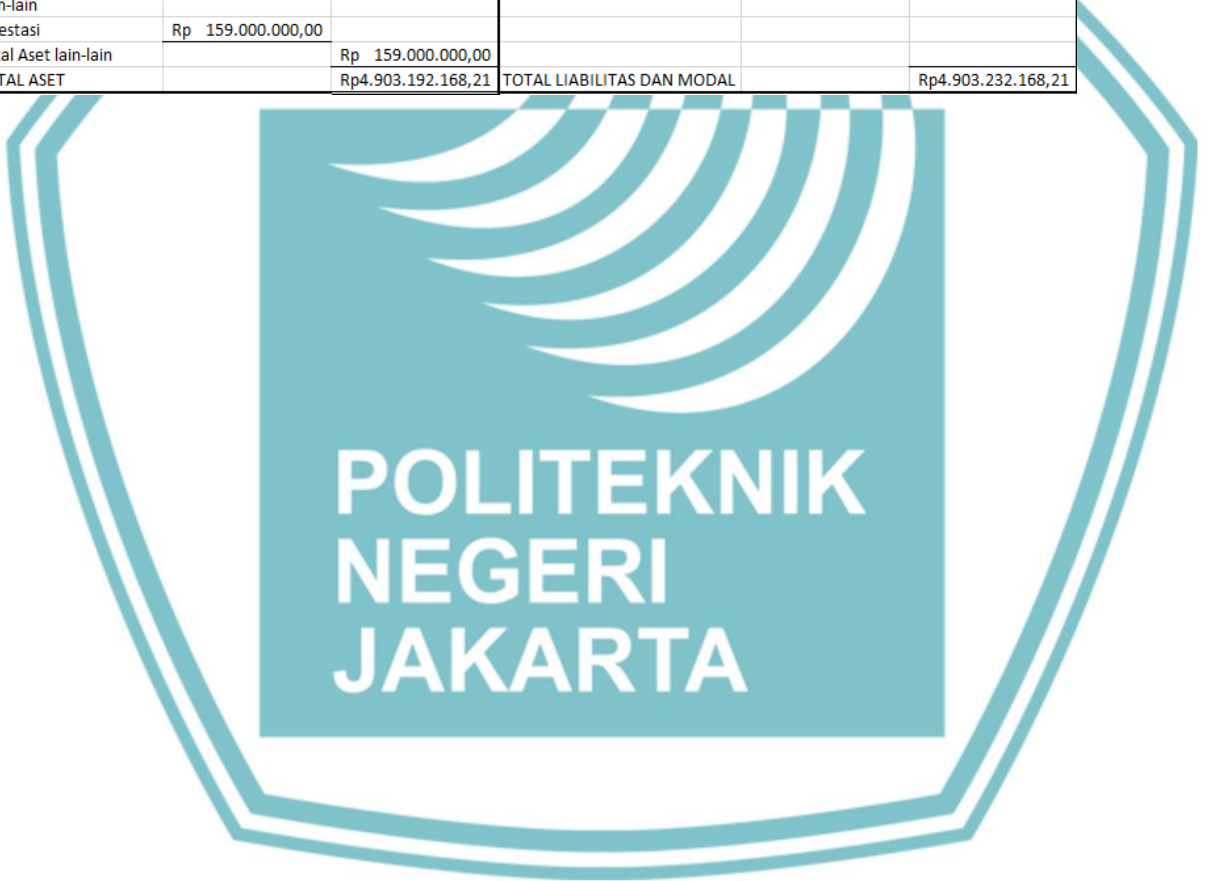 n-lain
estasi Rp 159.000.000,00
al Aset lain-lain Rp 159.000.000,00
TAL ASET Rp4.903.192.168,21 TOTAL LIABILITAS DAN MODAL Rp4.903.232.168,21
POLITEKNIK
NEGERI
JAKARTA